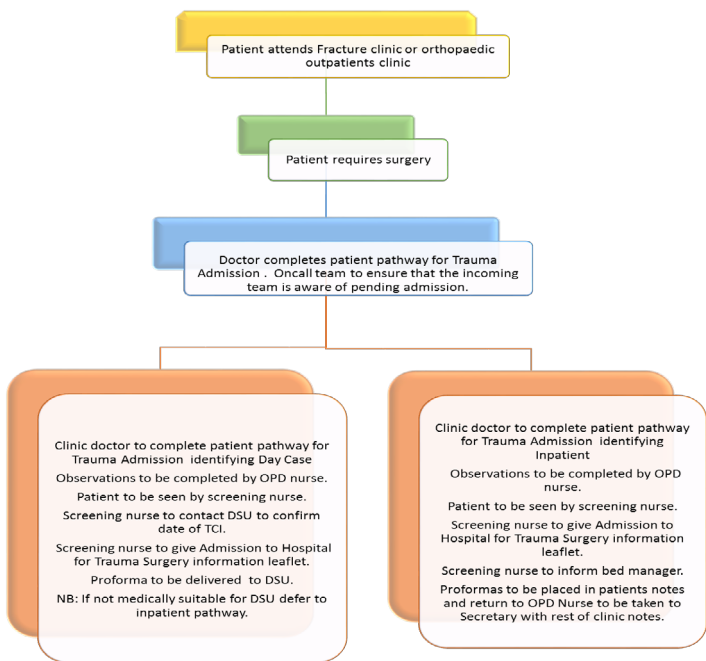 Patient attends Fracture clinic or orthopaedic
outpatients clinic
Patient requires surgery
Doctor completes patient pathway for Trauma
Admission . Oncall team to ensure that the incoming
team is aware of pending admission.
Clinic doctor to complete patient pathway for
Trauma Admission identifying Day Case
Observations to be completed by OPD nurse.
Patient to be seen by screening nurse.
Screening nurse to contact DSU to confirm
date of TCI.
Screening nurse to give Admission to Hospital
for Trauma Surgery information leaflet.
Proforma to be delivered to DSU.
NB: If not medically suitable for DSU defer to
inpatient pathway.
Clinic doctor to complete patient pathway
for Trauma Admission identifying
Inpatient
Observations to be completed by OPD
nurse.
Patient to be seen by screening nurse.
Screening nurse to give Admission to
Hospital for Trauma Surgery information
leaflet.
Screening nurse to inform bed manager.
Proformas to be placed in patients notes
and return to OPD Nurse to be taken to
Secretary with rest of clinic notes.